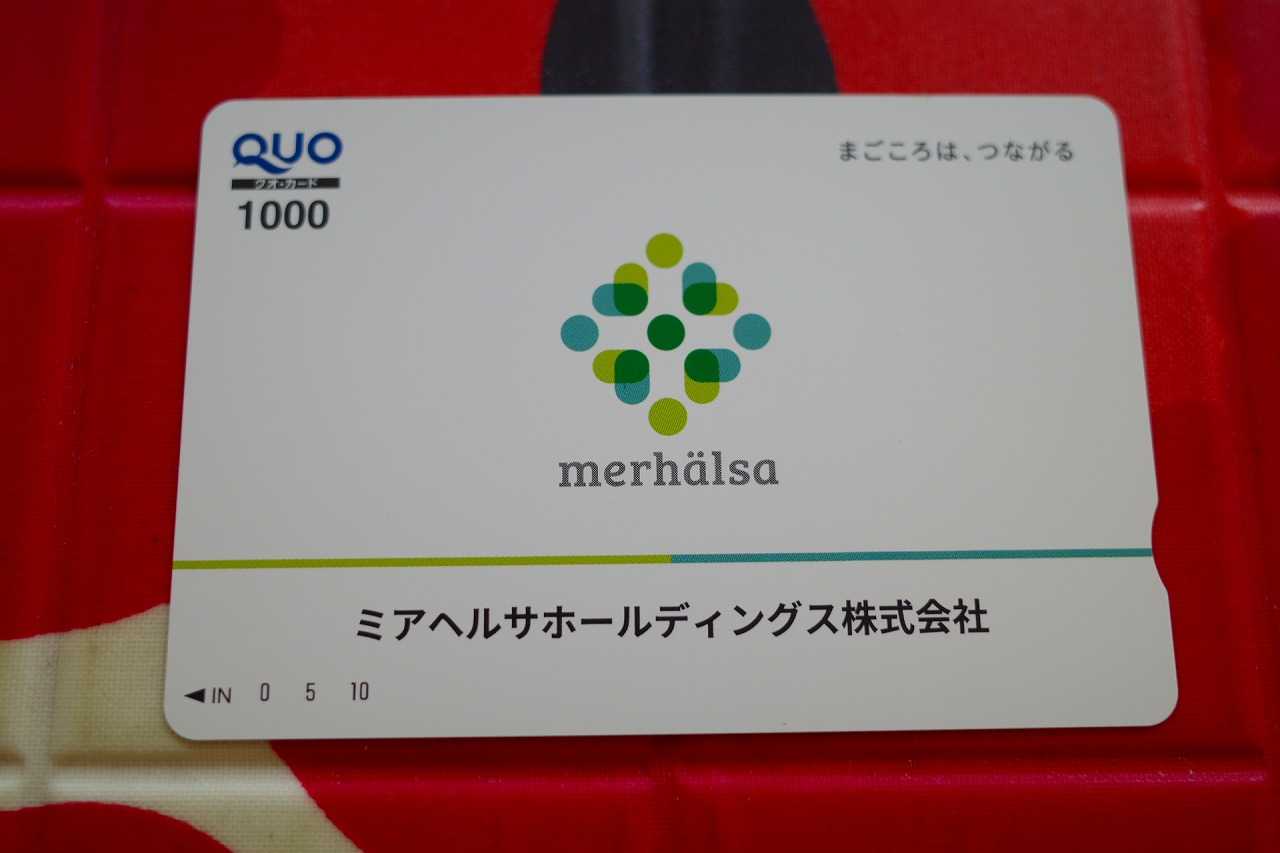 QUO
クオ・カード
1000
まごころは、つながる
merhälsa
ミアヘルサホールディングス株式会社
◀IN 0 5 10